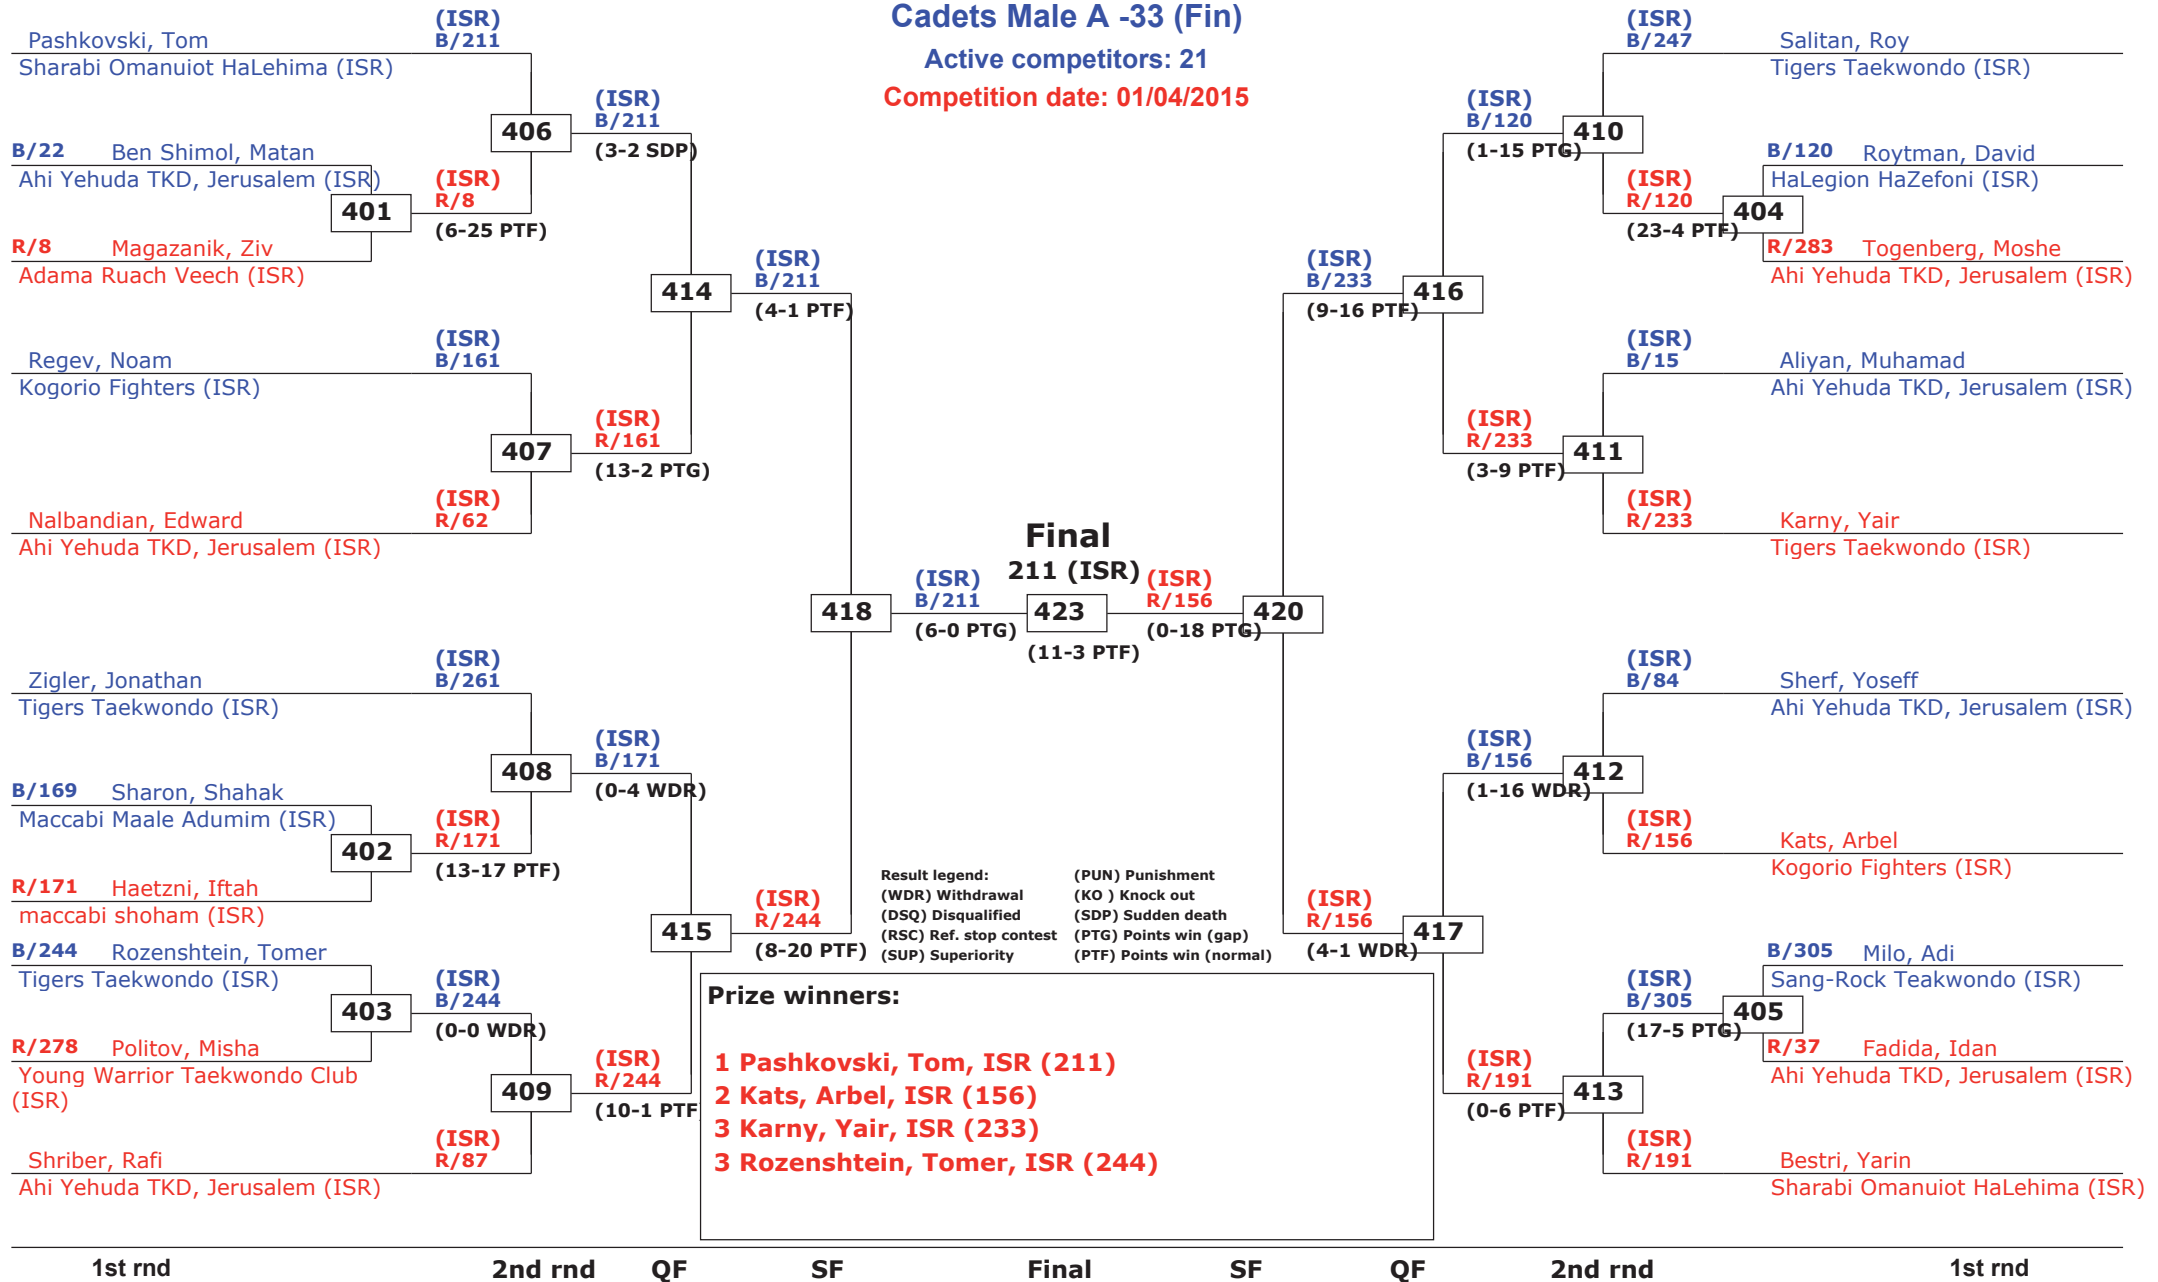 Cadets Male A -33 (Fin)
Active competitors: 21
Competition date: 01/04/2015
Pashkovski, Tom
(ISR)
B/211
Sharabi Omanuiot HaLehima (ISR)
406
(ISR)
B/211
(3-2 SDP)
B/22 Ben Shimol, Matan
Ahi Yehuda TKD, Jerusalem (ISR)
401
(ISR)
R/8
(6-25 PTF)
R/8 Magazanik, Ziv
Adama Ruach Veech (ISR)
414
(ISR)
B/211
(4-1 PTF)
Regev, Noam
(ISR)
B/161
Kogorio Fighters (ISR)
407
(ISR)
R/161
(13-2 PTG)
Nalbandian, Edward
(ISR)
R/62
Ahi Yehuda TKD, Jerusalem (ISR)
418
(ISR)
B/211
(6-0 PTG)
Zigler, Jonathan
(ISR)
B/261
Tigers Taekwondo (ISR)
408
(ISR)
B/171
(0-4 WDR)
B/169 Sharon, Shahak
Maccabi Maale Adumim (ISR)
402
(ISR)
R/171
(13-17 PTF)
R/171 Haetzni, Iftah
maccabi shoham (ISR)
415
(ISR)
R/244
(8-20 PTF)
B/244 Rozenshtein, Tomer
Tigers Taekwondo (ISR)
403
(ISR)
B/244
(0-0 WDR)
R/278 Politov, Misha
Young Warrior Taekwondo Club
(ISR)
409
(ISR)
R/244
(10-1 PTF
Shriber, Rafi
(ISR)
R/87
Ahi Yehuda TKD, Jerusalem (ISR)
Final
211 (ISR)
423
(11-3 PTF)
(ISR)
R/156
(0-18 PTG)
420
(ISR)
B/247
Salitan, Roy
Tigers Taekwondo (ISR)
(ISR)
B/120
(1-15 PTG)
410
B/120 Roytman, David
HaLegion HaZefoni (ISR)
(ISR)
R/120
(23-4 PTF)
404
R/283 Togenberg, Moshe
Ahi Yehuda TKD, Jerusalem (ISR)
(ISR)
B/233
(9-16 PTF)
416
(ISR)
B/15
Aliyan, Muhamad
Ahi Yehuda TKD, Jerusalem (ISR)
(ISR)
R/233
(3-9 PTF)
411
(ISR)
R/233
Karny, Yair
Tigers Taekwondo (ISR)
(ISR)
B/84
Sherf, Yoseff
Ahi Yehuda TKD, Jerusalem (ISR)
(ISR)
B/156
(1-16 WDR)
412
(ISR)
R/156
Kats, Arbel
Kogorio Fighters (ISR)
(ISR)
R/156
(4-1 WDR)
417
B/305 Milo, Adi
Sang-Rock Teakwondo (ISR)
(ISR)
B/305
(17-5 PTG)
405
R/37 Fadida, Idan
Ahi Yehuda TKD, Jerusalem (ISR)
(ISR)
R/191
(0-6 PTF)
413
(ISR)
R/191
Bestri, Yarin
Sharabi Omanuiot HaLehima (ISR)
Result legend: (PUN) Punishment
(WDR) Withdrawal (KO ) Knock out
(DSQ) Disqualified (SDP) Sudden death
(RSC) Ref. stop contest (PTG) Points win (gap)
(SUP) Superiority (PTF) Points win (normal)
Prize winners:
1 Pashkovski, Tom, ISR (211)
2 Kats, Arbel, ISR (156)
3 Karny, Yair, ISR (233)
3 Rozenshtein, Tomer, ISR (244)
1st rnd 2nd rnd QF SF Final SF QF 2nd rnd 1st rnd